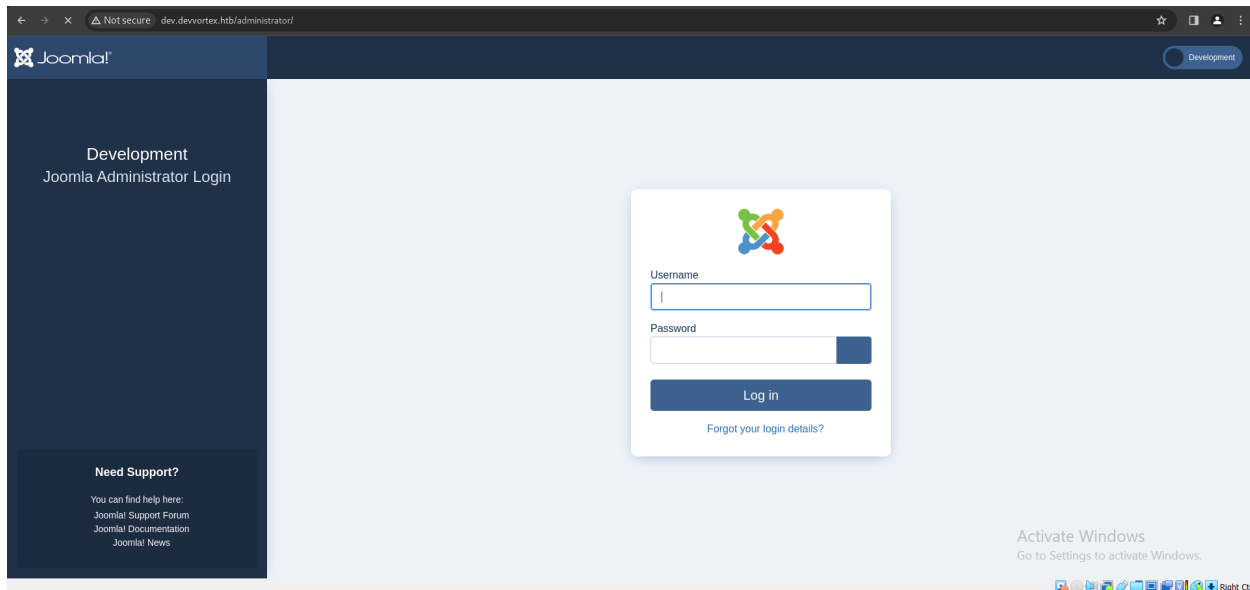 Not secure dev.devvortex.htb/administrator/
Joomla!®
Development
Development
Joomla Administrator Login
Username
Password
Log in
Forgot your login details?
Need Support?
You can find help here:
Joomla! Support Forum
Joomla! Documentation
Joomla! News
Activate Windows
Go to Settings to activate Windows.
Right Ct